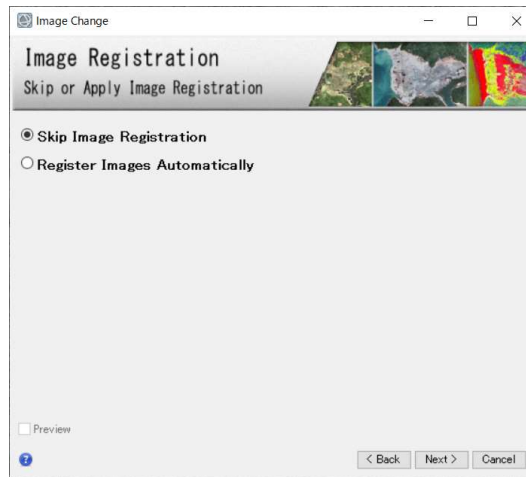 Image Change
Image Registration
Skip or Apply Image Registration
Skip Image Registration
Register Images Automatically
Preview
< Back Next > Cancel